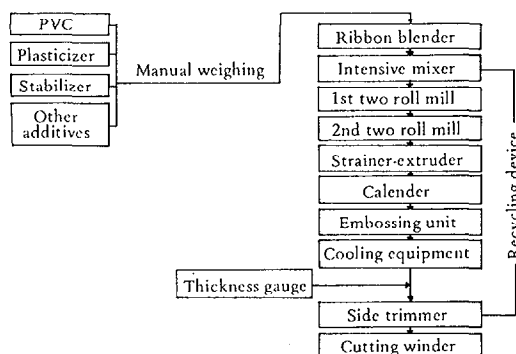 PVC
Plasticizer
Stabilizer
Other
additives
Manual weighing
Ribbon blender
Intensive mixer
1st two roll mill
2nd two roll mill
Strainer-extruder
Calender
Embossing unit
Cooling equipment
Thickness gauge
Side trimmer
Cutting winder
Recycling device